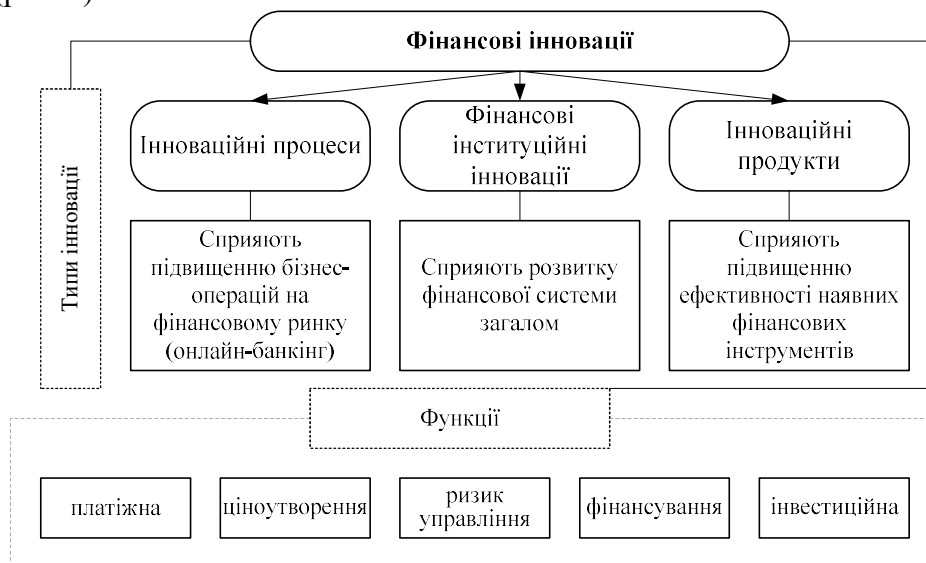 Фінансові інновації
Типи інновації
Інноваційні процеси
Фінансові
інституційні
інновації
Інноваційні
продукти
Сприяють
підвищенню бізнес-
операцій на
фінансовому ринку
(онлайн-банкінг)
Сприяють розвитку
фінансової системи
загалом
Сприяють
підвищенню
ефективності наявних
фінансових
інструментів
Функції
платіжна
ціноутворення
ризик
управління
фінансування
інвестиційна